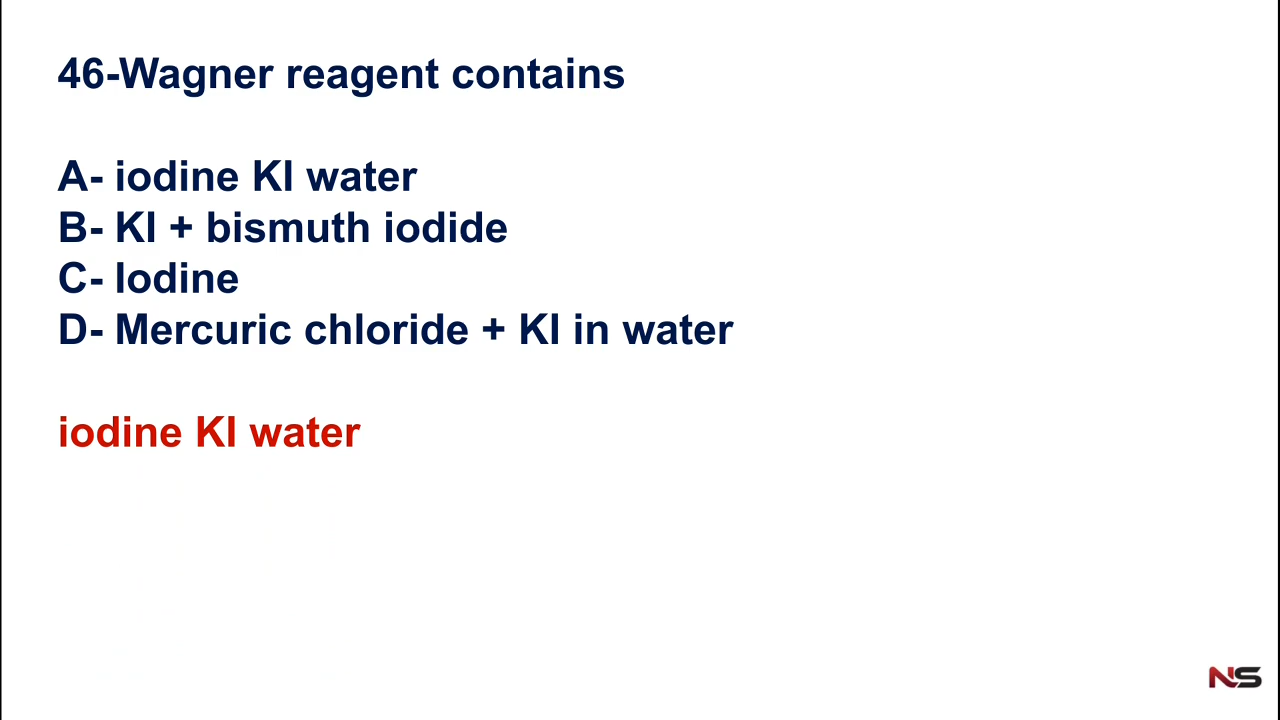 46-Wagner reagent contains
A- iodine KI water
B- KI + bismuth iodide
C- Iodine
D- Mercuric chloride + KI in water
iodine KI water
NS